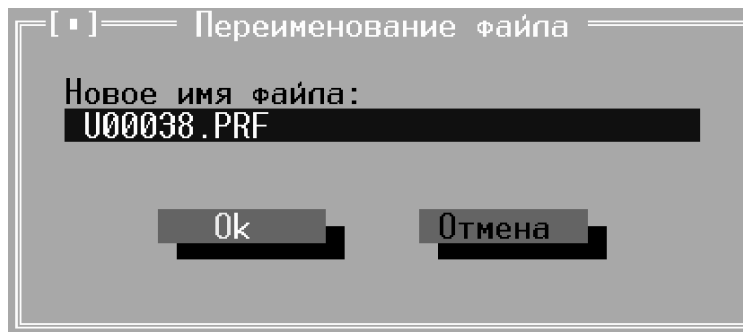 [▪] Переименование файла
Новое имя файла:
U00038.PRF
Ok Отмена